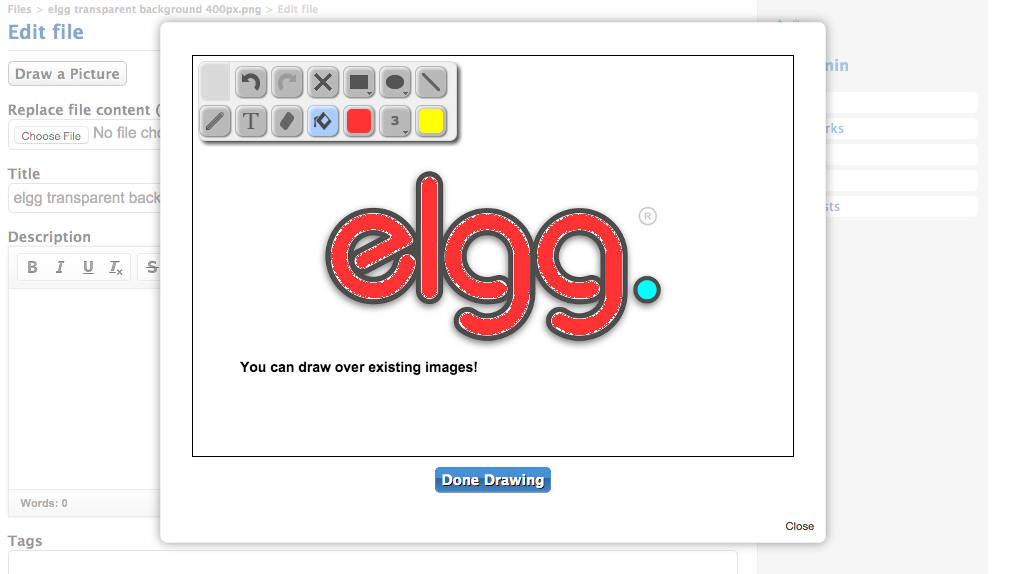 Files > elgg transparent background 400px.png > Edit file
Edit file
Draw a Picture
Replace file content (
Choose File No file cho
Title
elgg transparent back
Description
B I U Tx S
Words: 0
Tags
T
3
elgg.
®
You can draw over existing images!
Done Drawing
Close
min
rks
sts